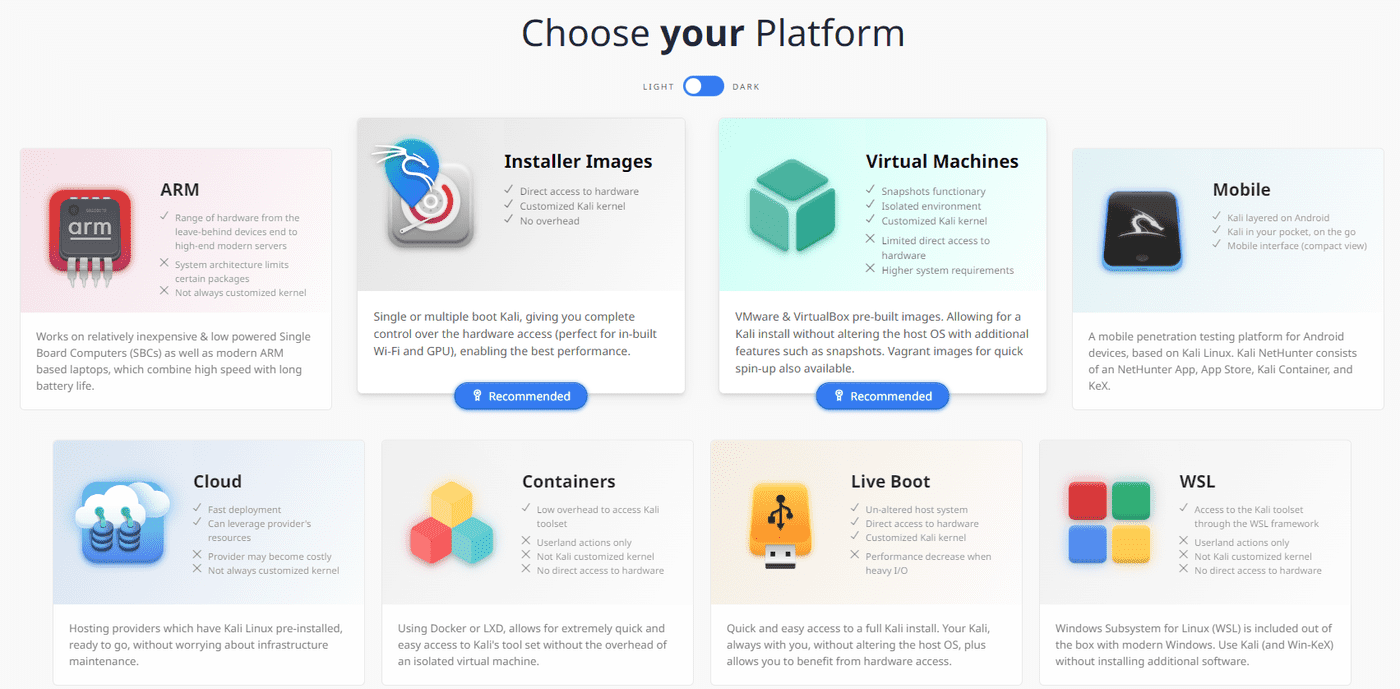 Choose your Platform
LIGHT DARK
ARM
Range of hardware from the
leave-behind devices end to
high-end modern servers
System architecture limits
certain packages
Not always customized kernel
arm
Works on relatively inexpensive & low powered Single
Board Computers (SBCs) as well as modern ARM
based laptops, which combine high speed with long
battery life.
Installer Images
Direct access to hardware
Customized Kali kernel
No overhead
Single or multiple boot Kali, giving you complete
control over the hardware access (perfect for in-built
Wi-Fi and GPU), enabling the best performance.
Recommended
Virtual Machines
Snapshots functionary
Isolated environment
Customized Kali kernel
Limited direct access to
hardware
Higher system requirements
VMware & VirtualBox pre-built images. Allowing for a
Kali install without altering the host OS with additional
features such as snapshots. Vagrant images for quick
spin-up also available.
Recommended
Mobile
Kali layered on Android
Kali in your pocket, on the go
Mobile interface (compact view)
A mobile penetration testing platform for Android
devices, based on Kali Linux. Kali NetHunter consists
of an NetHunter App, App Store, Kali Container, and
KeX.
Cloud
Fast deployment
Can leverage provider's
resources
Provider may become costly
Not always customized kernel
Hosting providers which have Kali Linux pre-installed,
ready to go, without worrying about infrastructure
maintenance.
Containers
Low overhead to access Kali
toolset
Userland actions only
Not Kali customized kernel
No direct access to hardware
Using Docker or LXD, allows for extremely quick and
easy access to Kali's tool set without the overhead of
an isolated virtual machine.
Live Boot
Un-altered host system
Direct access to hardware
Customized Kali kernel
Performance decrease when
heavy I/O
Quick and easy access to a full Kali install. Your Kali,
always with you, without altering the host OS, plus
allows you to benefit from hardware access.
WSL
Access to the Kali toolset
through the WSL framework
Userland actions only
Not Kali customized kernel
No direct access to hardware
Windows Subsystem for Linux (WSL) is included out of
the box with modern Windows. Use Kali (and Win-KeX)
without installing additional software.